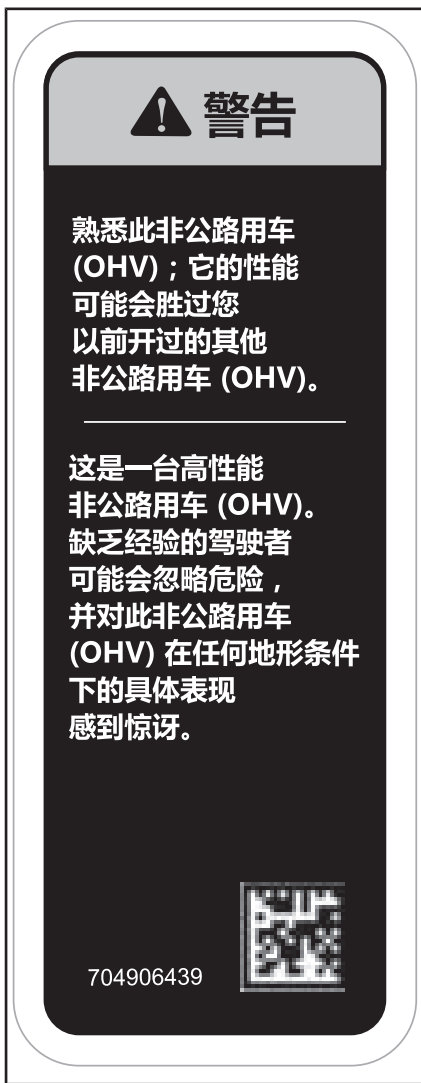 警告
熟悉此非公路用车
(OHV)；它的性能
可能会胜过您
以前开过的其他
非公路用车 (OHV)。
这是一台高性能
非公路用车 (OHV)。
缺乏经验的驾驶者
可能会忽略危险，
并对此非公路用车
(OHV) 在任何地形条件
下的具体表现
感到惊讶。
704906439